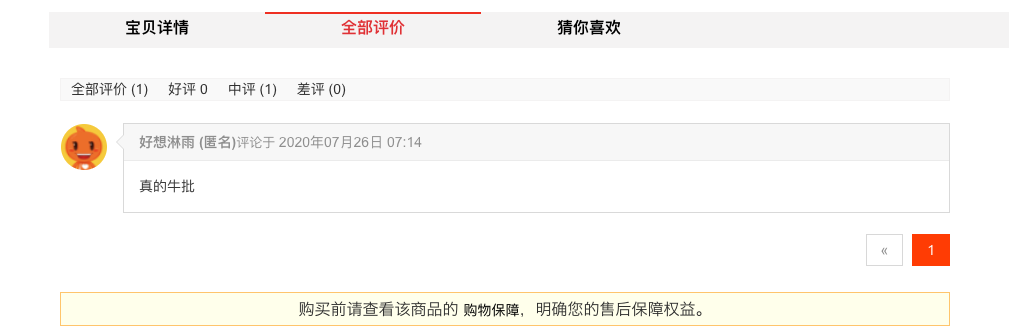 宝贝详情 全部评价 猜你喜欢
全部评价 (1) 好评 0 中评 (1) 差评 (0)
好想淋雨 (匿名)评论于 2020年07月26日 07:14
真的牛批
« 1
购买前请查看该商品的 购物保障，明确您的售后保障权益。